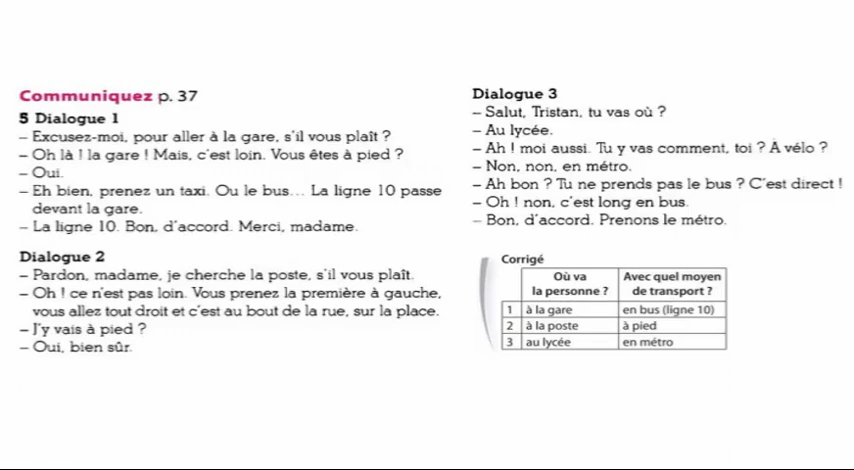 Communiquez p. 37
5 Dialogue 1
– Excusez-moi, pour aller à la gare, s'il vous plaît ?
– Oh là ! la gare ! Mais, c'est loin. Vous êtes à pied ?
– Oui.
– Eh bien, prenez un taxi. Ou le bus… La ligne 10 passe
devant la gare.
– La ligne 10. Bon, d'accord. Merci, madame.
Dialogue 2
– Pardon, madame, je cherche la poste, s'il vous plaît.
– Oh ! ce n'est pas loin. Vous prenez la première à gauche,
vous allez tout droit et c'est au bout de la rue, sur la place.
– J'y vais à pied ?
– Oui, bien sûr.
Dialogue 3
– Salut, Tristan, tu vas où ?
– Au lycée.
– Ah ! moi aussi. Tu y vas comment, toi ? À vélo ?
– Non, non, en métro.
– Ah bon ? Tu ne prends pas le bus ? C'est direct !
– Oh ! non, c'est long en bus.
– Bon, d'accord. Prenons le métro.
Corrigé
Où va Avec quel moyen
la personne ? de transport ?
1 à la gare en bus (ligne 10)
2 à la poste à pied
3 au lycée en métro